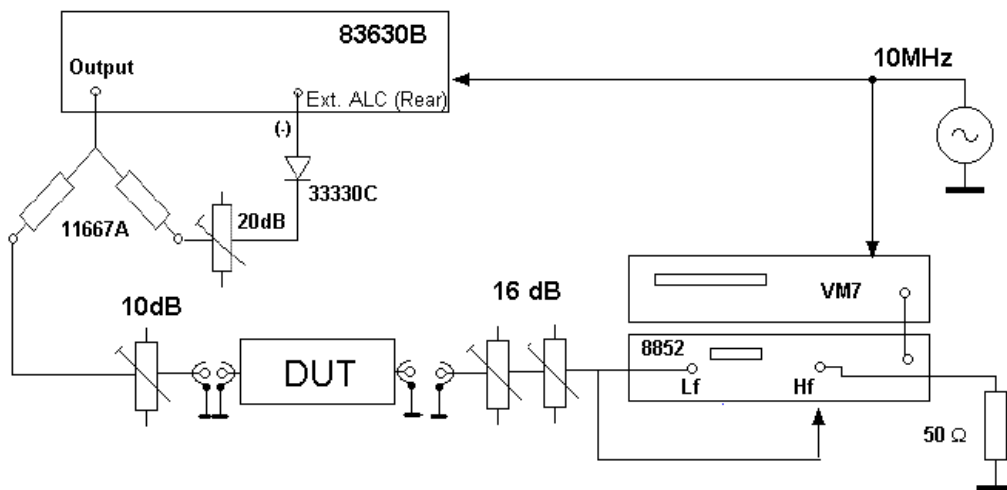 83630B
Output
Ext. ALC (Rear)
10MHz
(-)
33330C
11667A
20dB
10dB
16 dB
VM7
DUT
8852
Lf
Hf
50 Ω